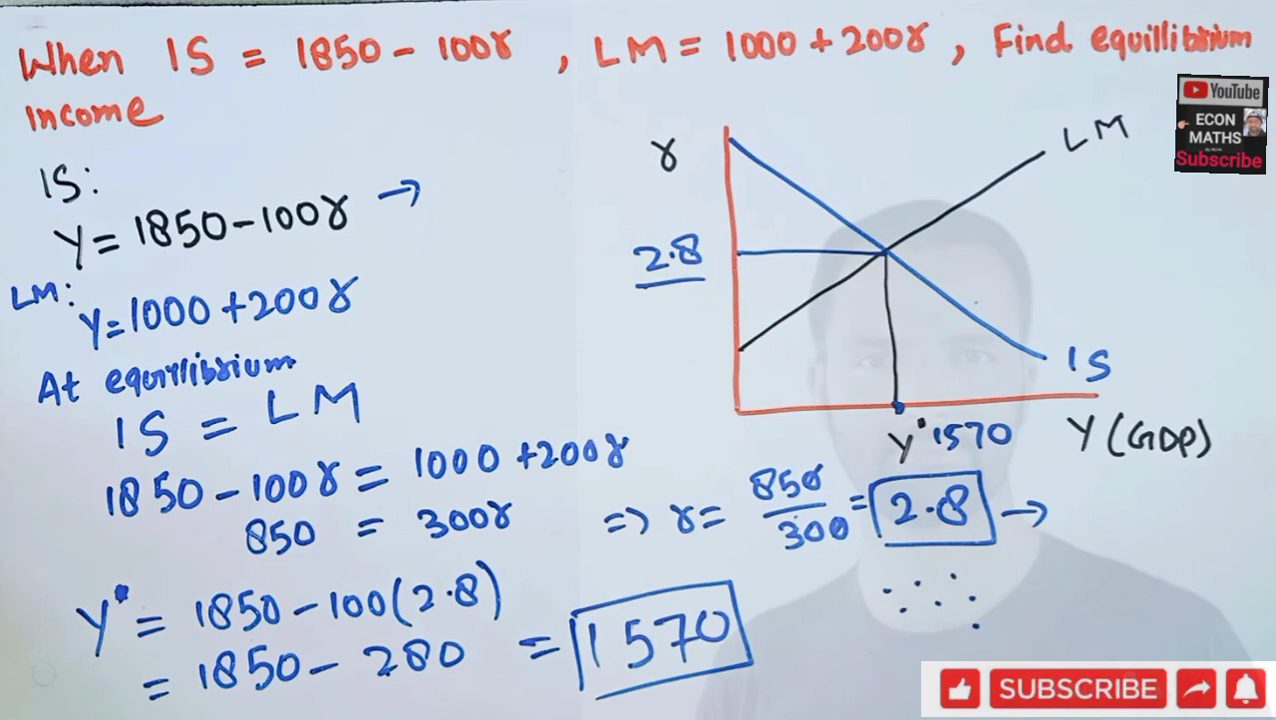 When IS = 1850 - 100r , LM = 1000 + 200r , Find equillibrium
income
YouTube
ECON
MATHS
Subscribe
IS:
Y = 1850 - 100r →
LM:
Y = 1000 + 200r
At equillibrium
IS = LM
1850 - 100r = 1000 + 200r
850 = 300r => r = 850/300 = 2.8 →
Y* = 1850 - 100(2.8)
= 1850 - 280 = 1570
r
LM
2.8
IS
Y* 1570
Y (GDP)
SUBSCRIBE